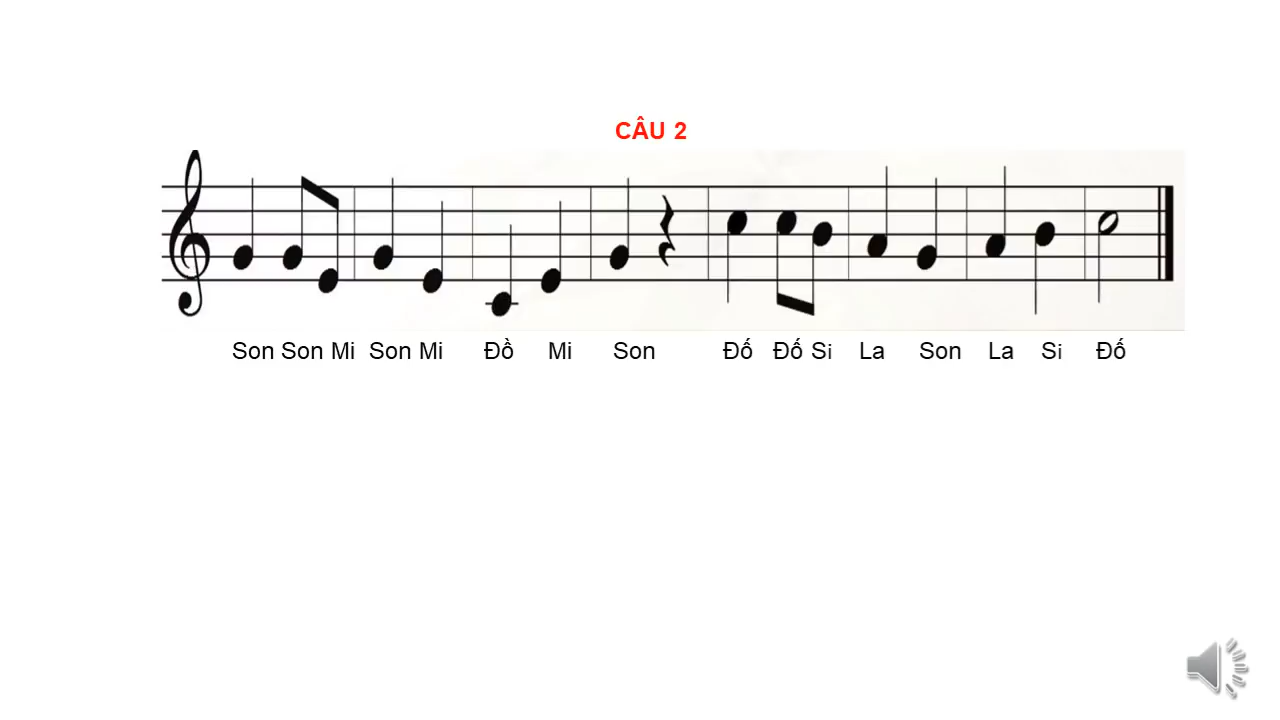 CÂU 2
Son Son Mi Son Mi Đồ Mi Son Đố Đố Si La Son La Si Đố